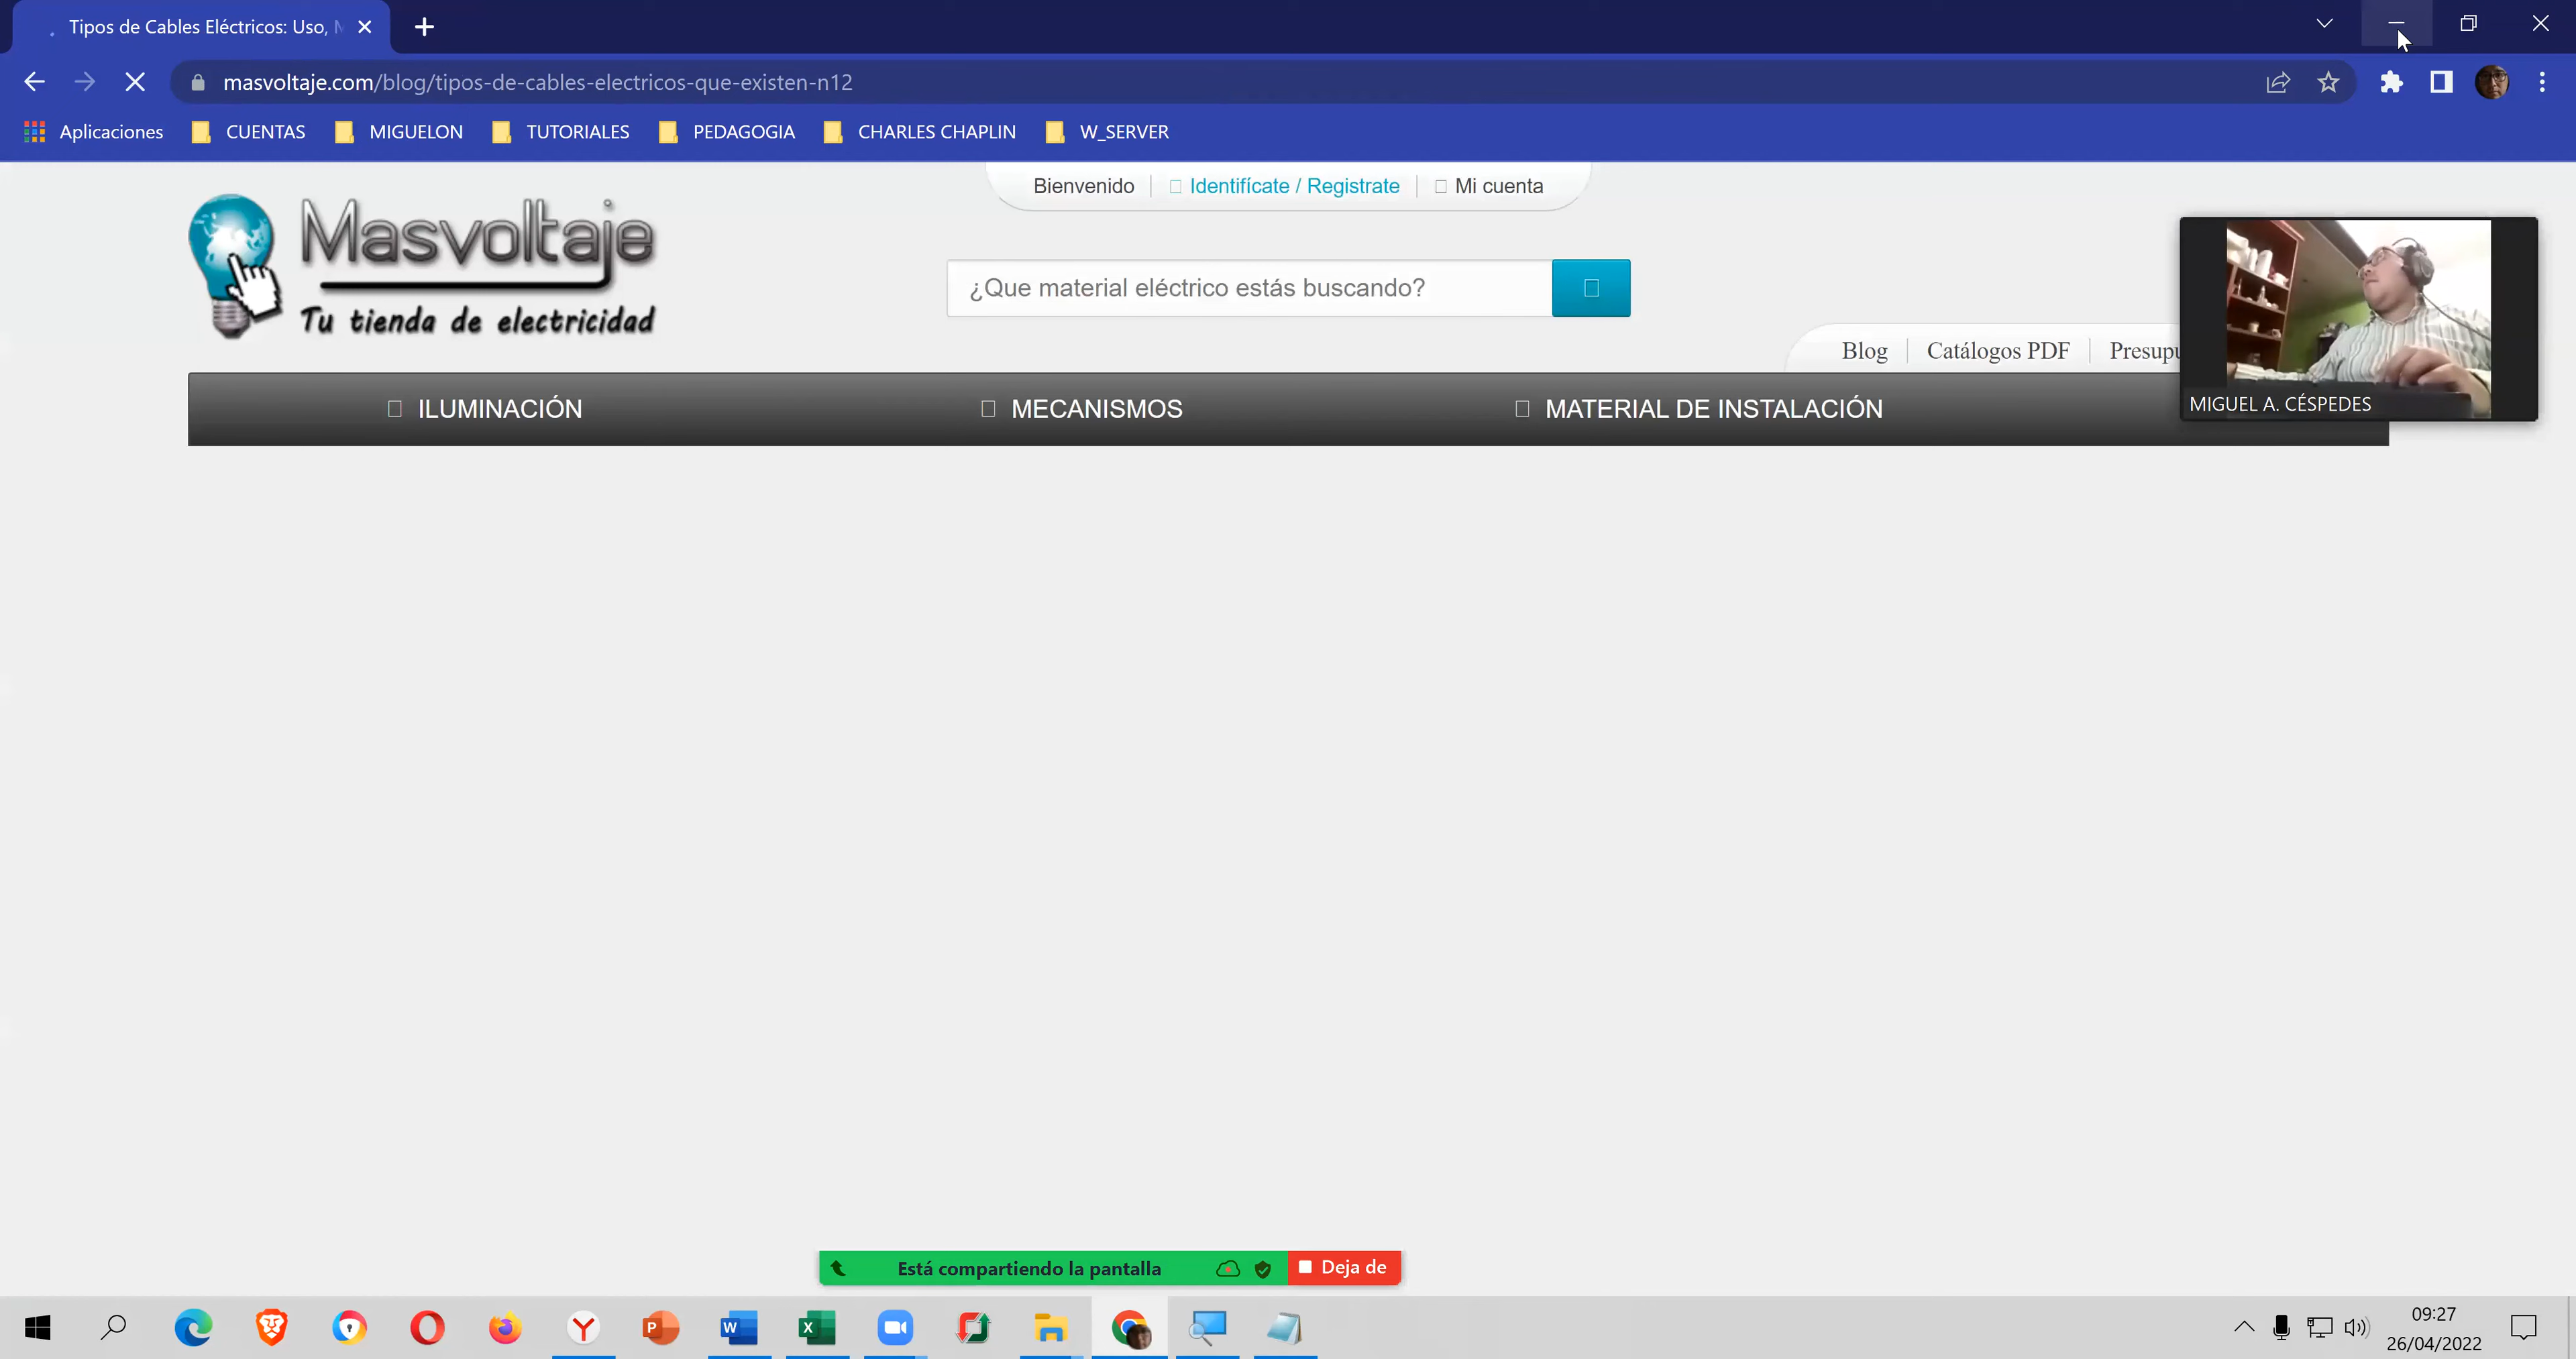 Tipos de Cables Eléctricos: Uso, M
masvoltaje.com/blog/tipos-de-cables-electricos-que-existen-n12
Aplicaciones CUENTAS MIGUELON TUTORIALES PEDAGOGIA CHARLES CHAPLIN W_SERVER
Bienvenido Identifícate / Registrate Mi cuenta
Masvoltaje
Tu tienda de electricidad
¿Que material eléctrico estás buscando?
Blog Catálogos PDF Presupu
MIGUEL A. CÉSPEDES
ILUMINACIÓN MECANISMOS MATERIAL DE INSTALACIÓN
Está compartiendo la pantalla Deja de
09:27
26/04/2022